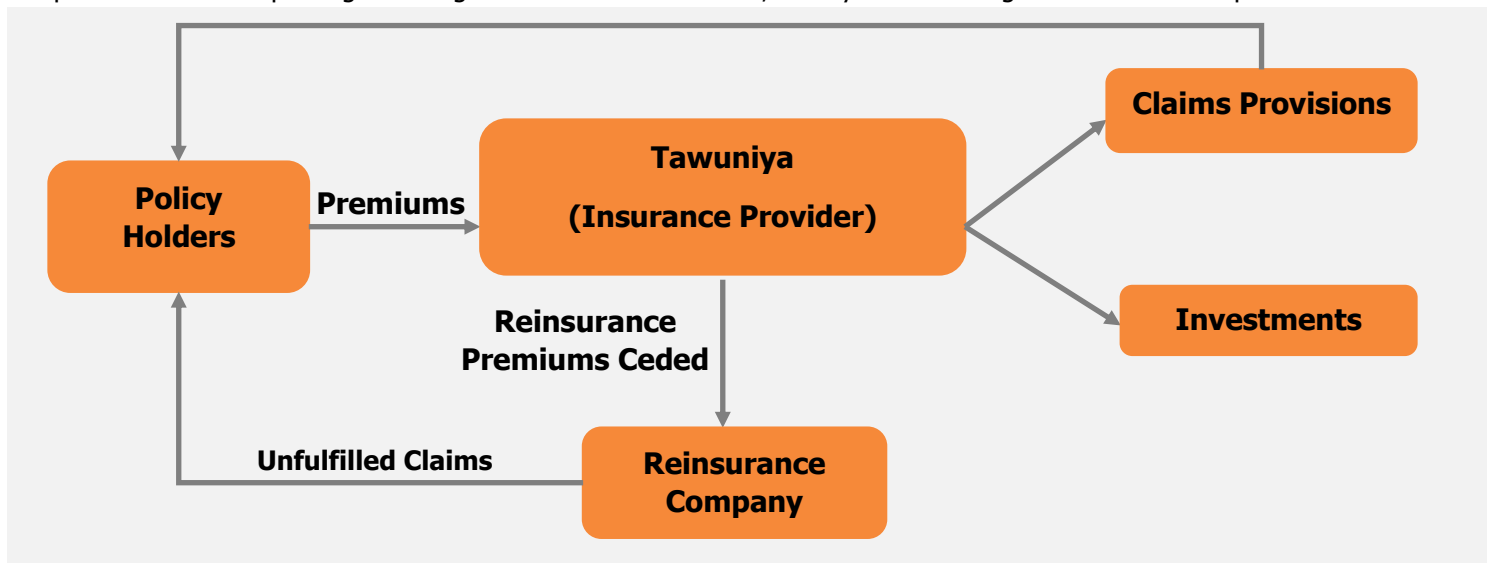 Claims Provisions
Tawuniya
(Insurance Provider)
Policy
Holders
Premiums
Investments
Reinsurance
Premiums Ceded
Unfulfilled Claims
Reinsurance
Company